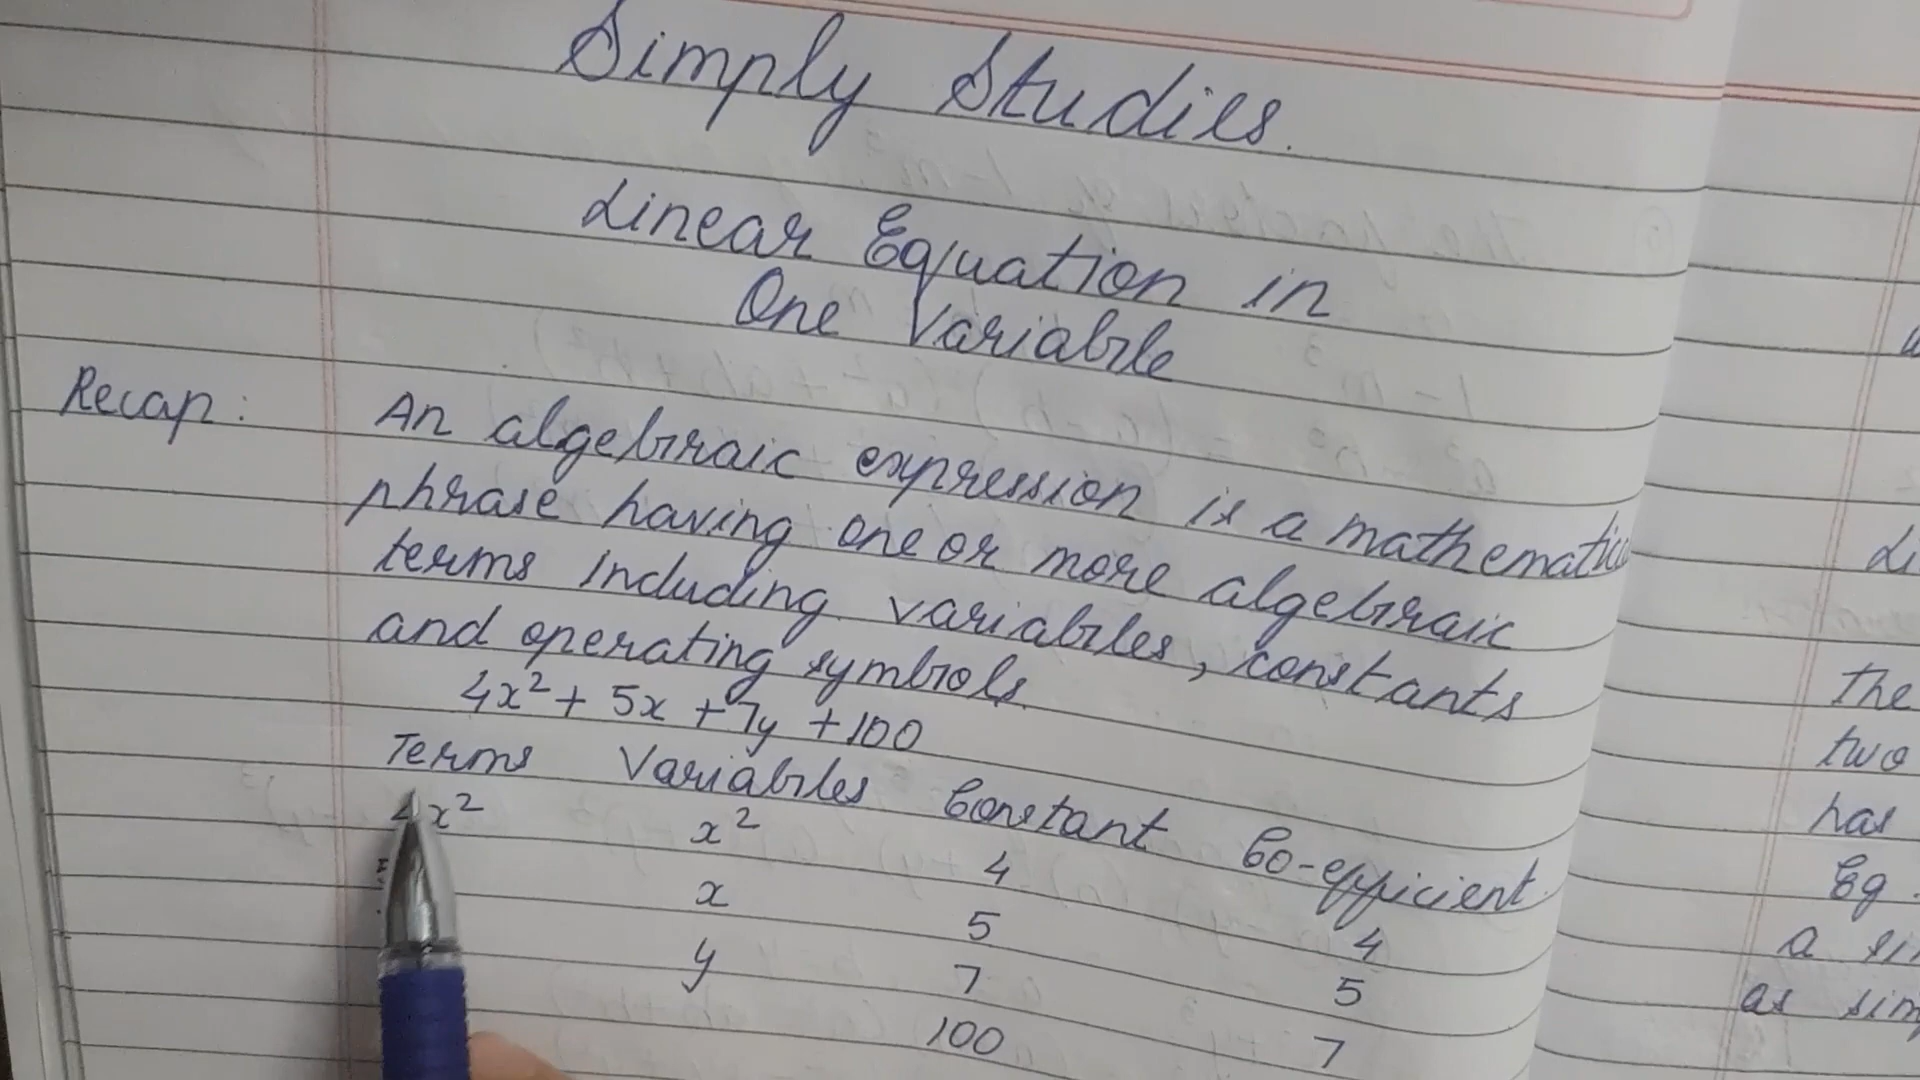 Simply Studies.
Linear Equation in
One Variable
Recap: An algebraic expression is a
phrase having one or more algebraic
terms including variables, constants
and operating symbols.
4x² + 5x + 7y + 100
Terms Variables Constant Co-efficient
4x² x² 4 4
x 5 5
y 7 7
100
Li
the
two
has
Eg
a
as